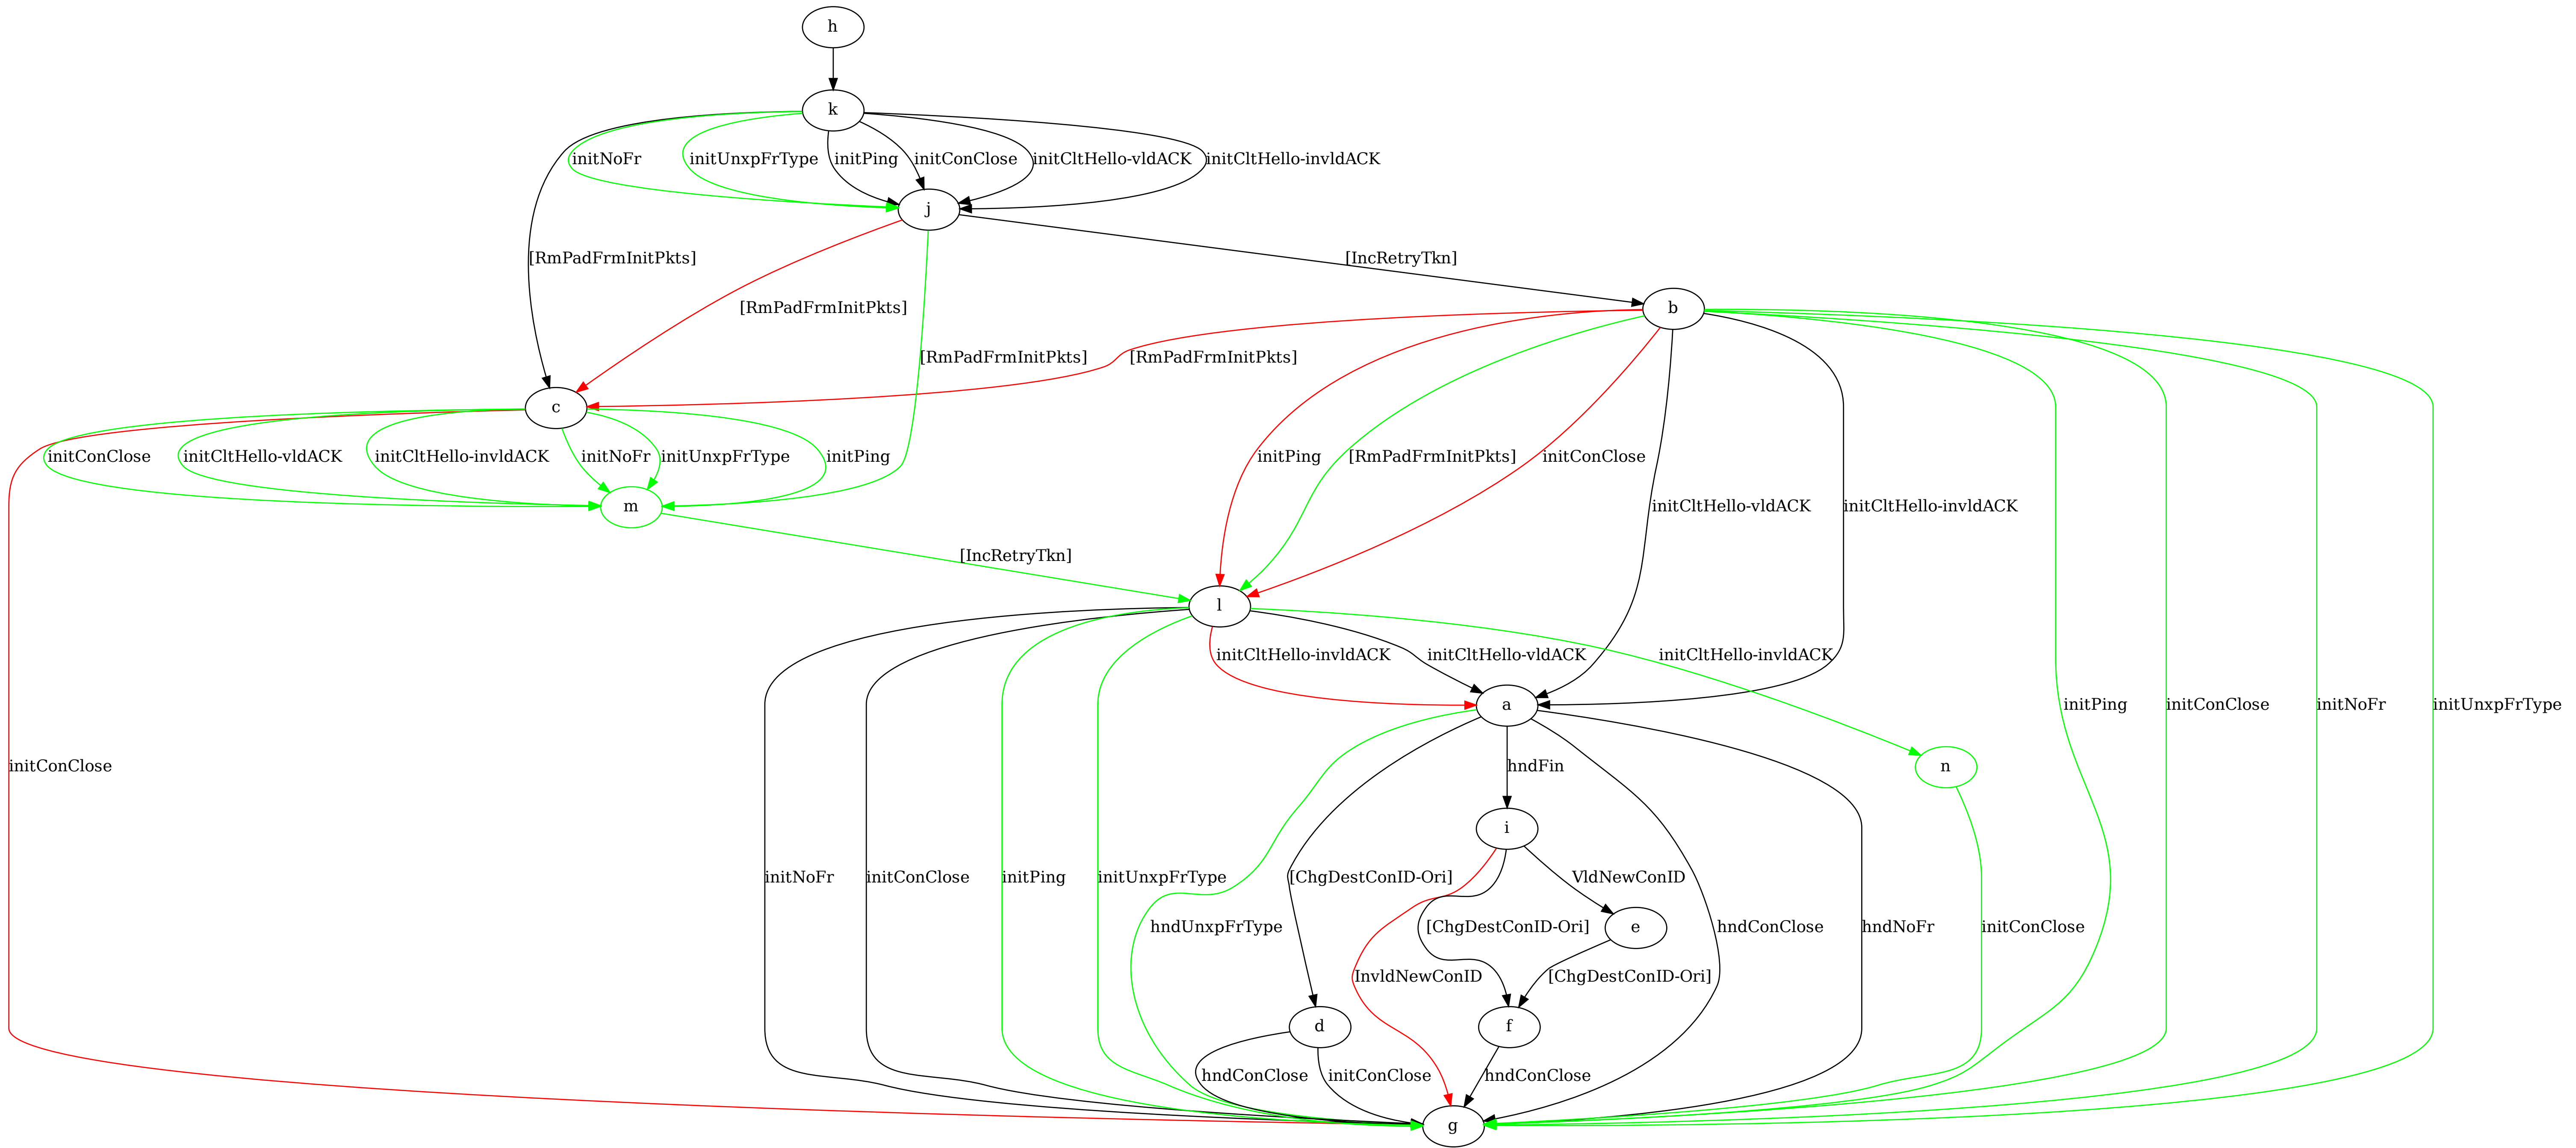 h
k
initNoFr
initUnxpFrType
initPing
initConClose
initCltHello-vldACK
initCltHello-invldACK
j
[RmPadFrmInitPkts]
[IncRetryTkn]
[RmPadFrmInitPkts]
b
[RmPadFrmInitPkts]
[RmPadFrmInitPkts]
c
initConClose
initCltHello-vldACK
initCltHello-invldACK
initNoFr
initUnxpFrType
initPing
initPing
[RmPadFrmInitPkts]
initConClose
m
initCltHello-vldACK
initCltHello-invldACK
[IncRetryTkn]
l
initCltHello-invldACK
initCltHello-vldACK
initCltHello-invldACK
a
initPing
initConClose
initNoFr
initUnxpFrType
initConClose
hndFin
n
i
initNoFr
initConClose
initPing
initUnxpFrType
[ChgDestConID-Ori]
VldNewConID
hndUnxpFrType
[ChgDestConID-Ori]
e
hndConClose
hndNoFr
initConClose
InvldNewConID
[ChgDestConID-Ori]
d
f
hndConClose
initConClose
hndConClose
g